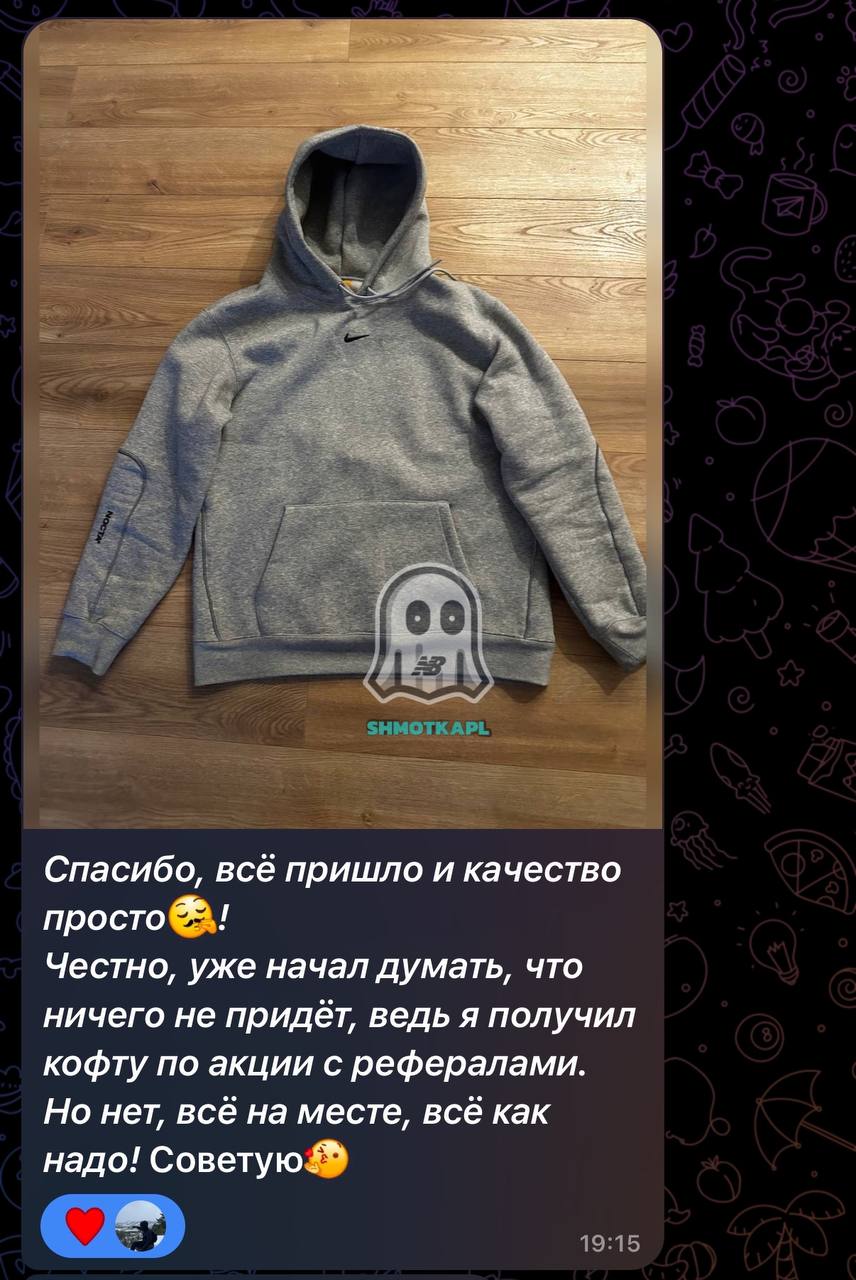 NOCTA
NB
SHMOTKAPL
Спасибо, всё пришло и качество
просто🥱!
Честно, уже начал думать, что
ничего не придёт, ведь я получил
кофту по акции с рефералами.
Но нет, всё на месте, всё как
надо! Советую😘
19:15